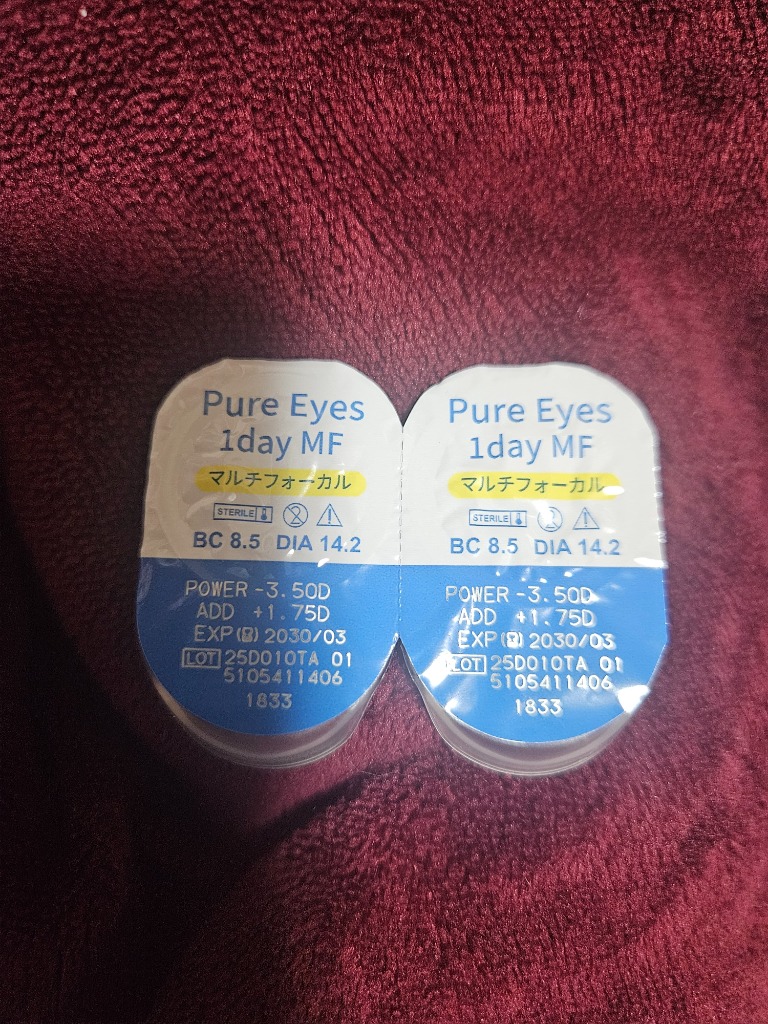 Pure Eyes
1day MF
マルチフォーカル
STERILE
BC 8.5 DIA 14.2
POWER -3.50D
ADD +1.75D
EXP 2030/03
LOT 25D010TA 01
5105411406
1833
Pure Eyes
1day MF
マルチフォーカル
STERILE
BC 8.5 DIA 14.2
POWER -3.50D
ADD +1.75D
EXP 2030/03
LOT 25D010TA 01
5105411406
1833